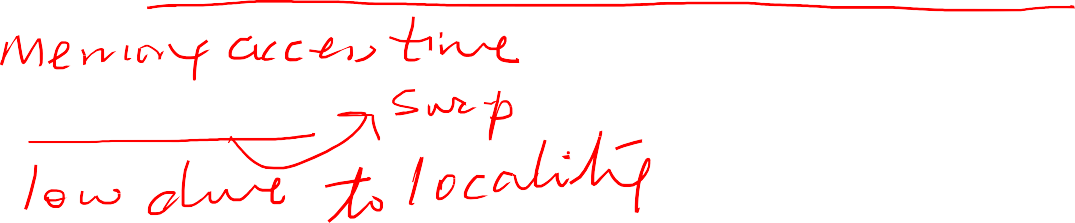 Memory access time
swap
low due to locality